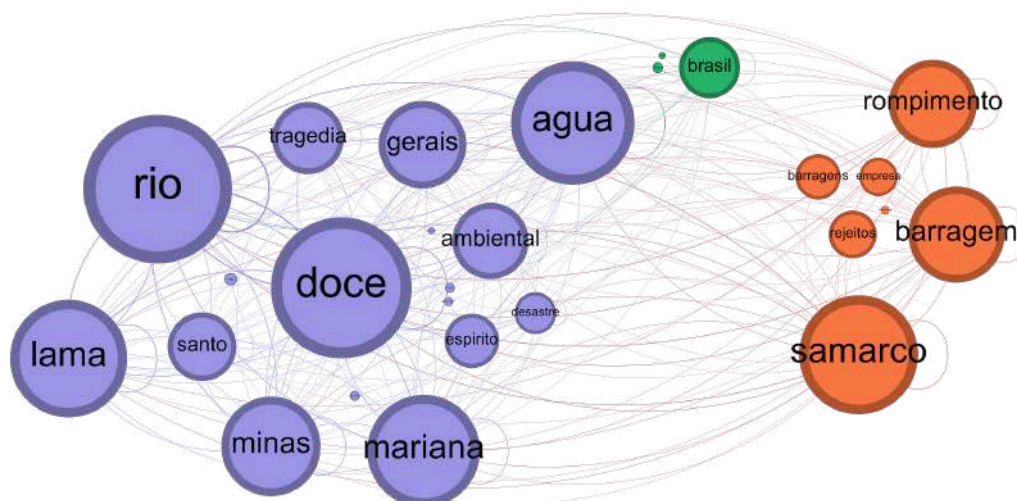 brasil
rompimento
agua
tragedia
gerais
rio
barragens
empresa
ambiental
rejeitos
barragem
doce
desastre
espirito
santo
lama
samarco
minas
mariana